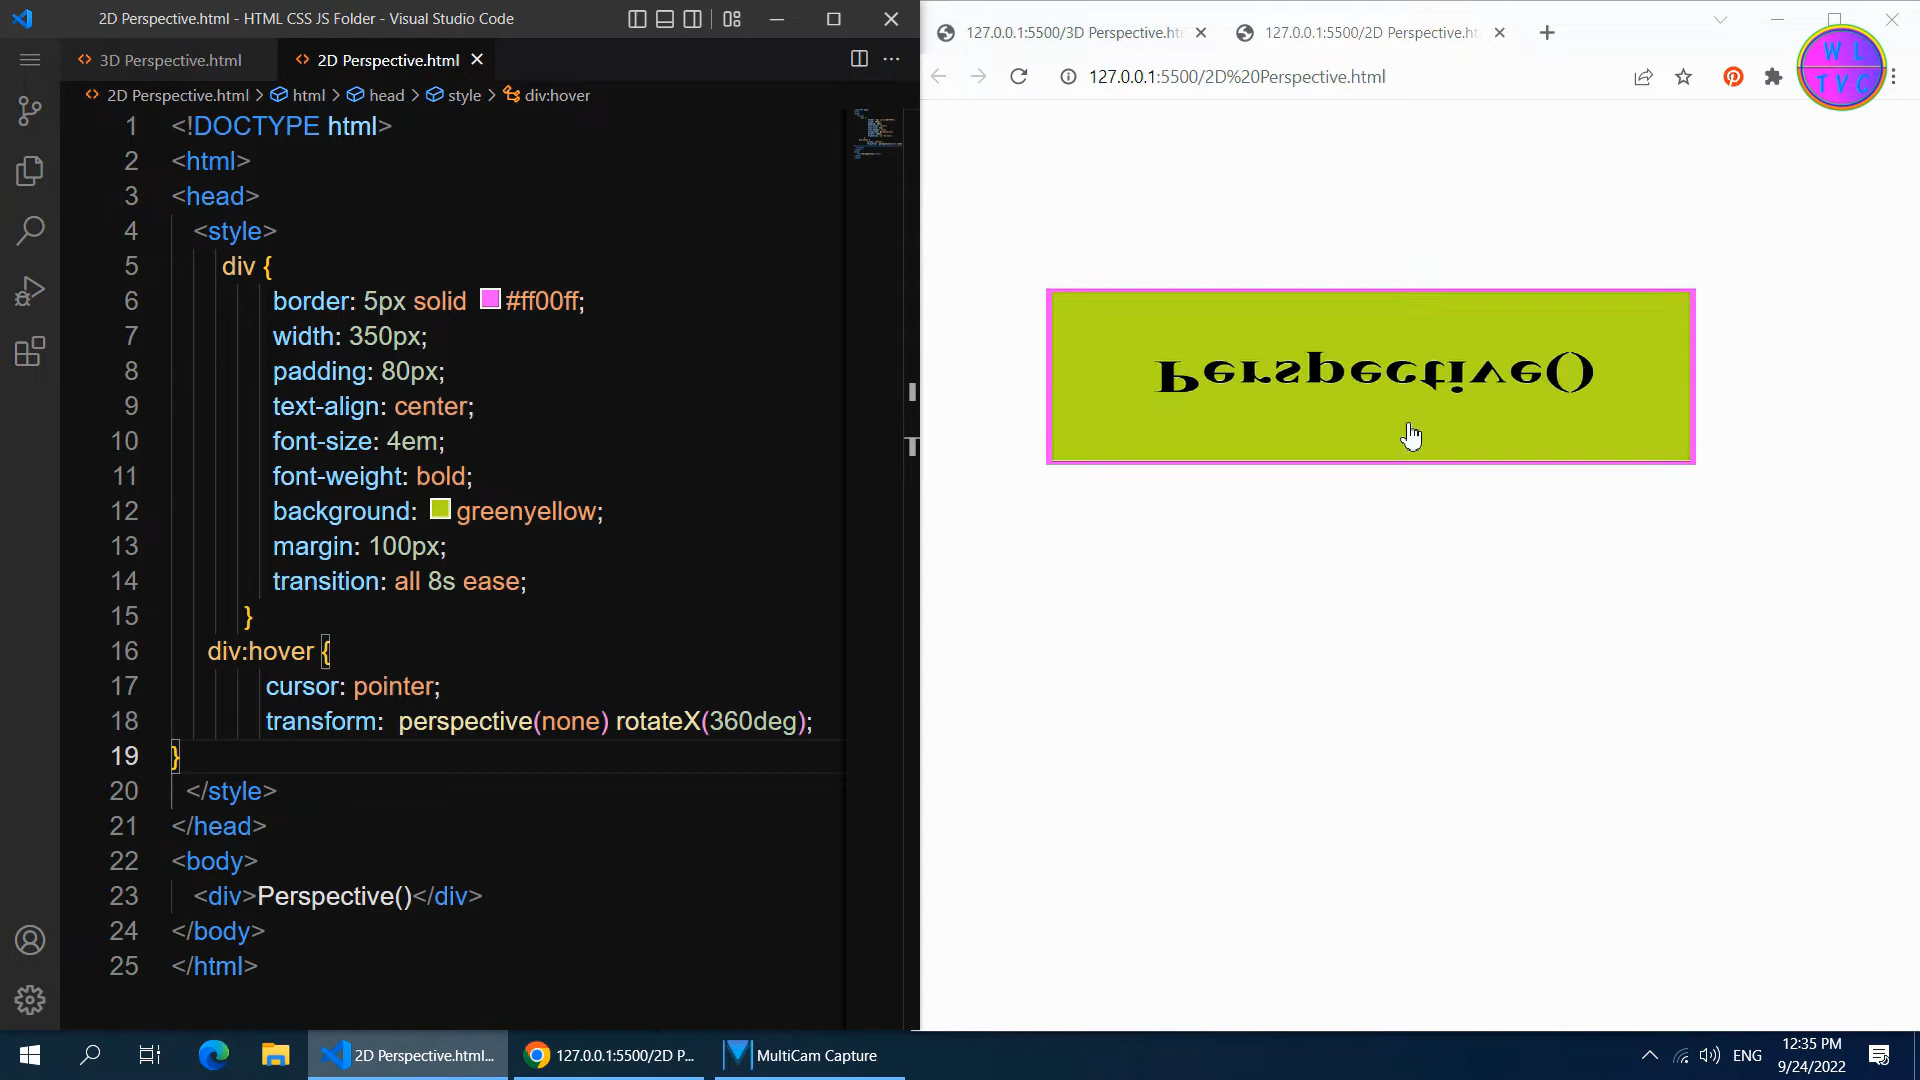 2D Perspective.html - HTML CSS JS Folder - Visual Studio Code
3D Perspective.html
2D Perspective.html
2D Perspective.html > html > head > style > div:hover
1 <!DOCTYPE html>
2 <html>
3 <head>
4 <style>
5 div {
6 border: 5px solid #ff00ff;
7 width: 350px;
8 padding: 80px;
9 text-align: center;
10 font-size: 4em;
11 font-weight: bold;
12 background: greenyellow;
13 margin: 100px;
14 transition: all 8s ease;
15 }
16 div:hover {
17 cursor: pointer;
18 transform: perspective(none) rotateX(360deg);
19 }
20 </style>
21 </head>
22 <body>
23 <div>Perspective()</div>
24 </body>
25 </html>
127.0.0.1:5500/3D Perspective.ht
127.0.0.1:5500/2D Perspective.ht
127.0.0.1:5500/2D%20Perspective.html
W L
T V C
Perspective()
2D Perspective.html...
127.0.0.1:5500/2D P...
MultiCam Capture
ENG
12:35 PM
9/24/2022